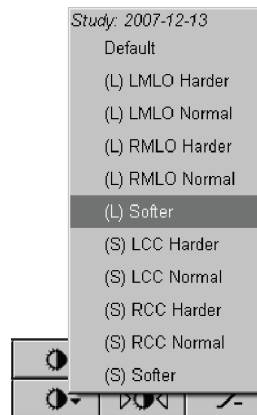 Study: 2007-12-13
Default
(L) LMLO Harder
(L) LMLO Normal
(L) RMLO Harder
(L) RMLO Normal
(L) Softer
(S) LCC Harder
(S) LCC Normal
(S) RCC Harder
(S) RCC Normal
(S) Softer